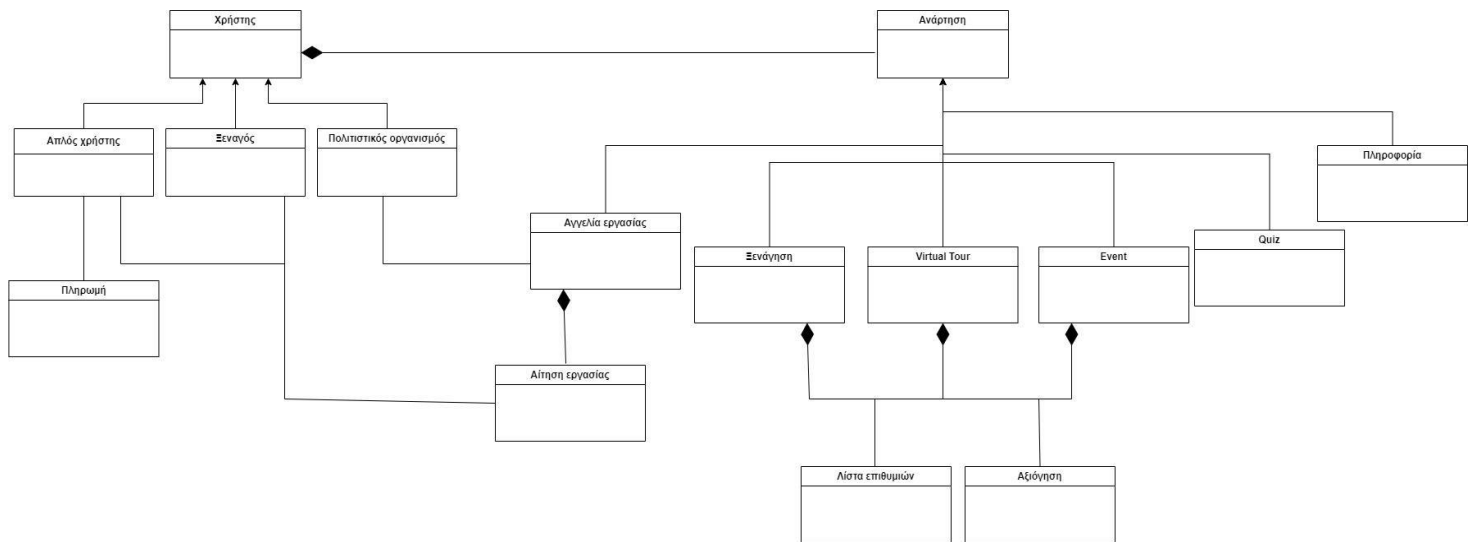 Χρήστης
Ανάρτηση
Απλός χρήστης
Ξεναγός
Πολιτιστικός οργανισμός
Πληροφορία
Αγγελία εργασίας
Ξενάγηση
Virtual Tour
Event
Quiz
Πληρωμή
Αίτηση εργασίας
Λίστα επιθυμιών
Αξιόγηση